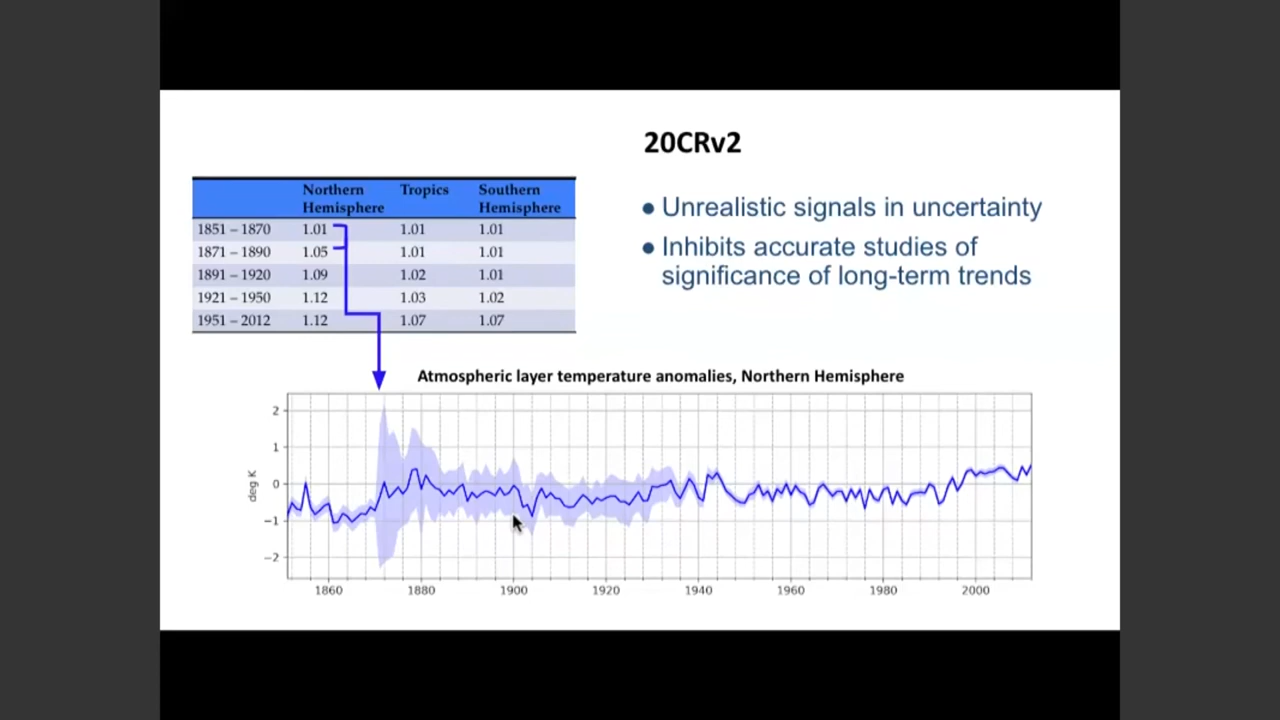 20CRv2
Northern Tropics Southern
Hemisphere Hemisphere
1851 – 1870 1.01 1.01 1.01
1871 – 1890 1.05 1.01 1.01
1891 – 1920 1.09 1.02 1.01
1921 – 1950 1.12 1.03 1.02
1951 – 2012 1.12 1.07 1.07
● Unrealistic signals in uncertainty
● Inhibits accurate studies of
significance of long-term trends
Atmospheric layer temperature anomalies, Northern Hemisphere
deg K
2
1
0
−1
−2
1860 1880 1900 1920 1940 1960 1980 2000